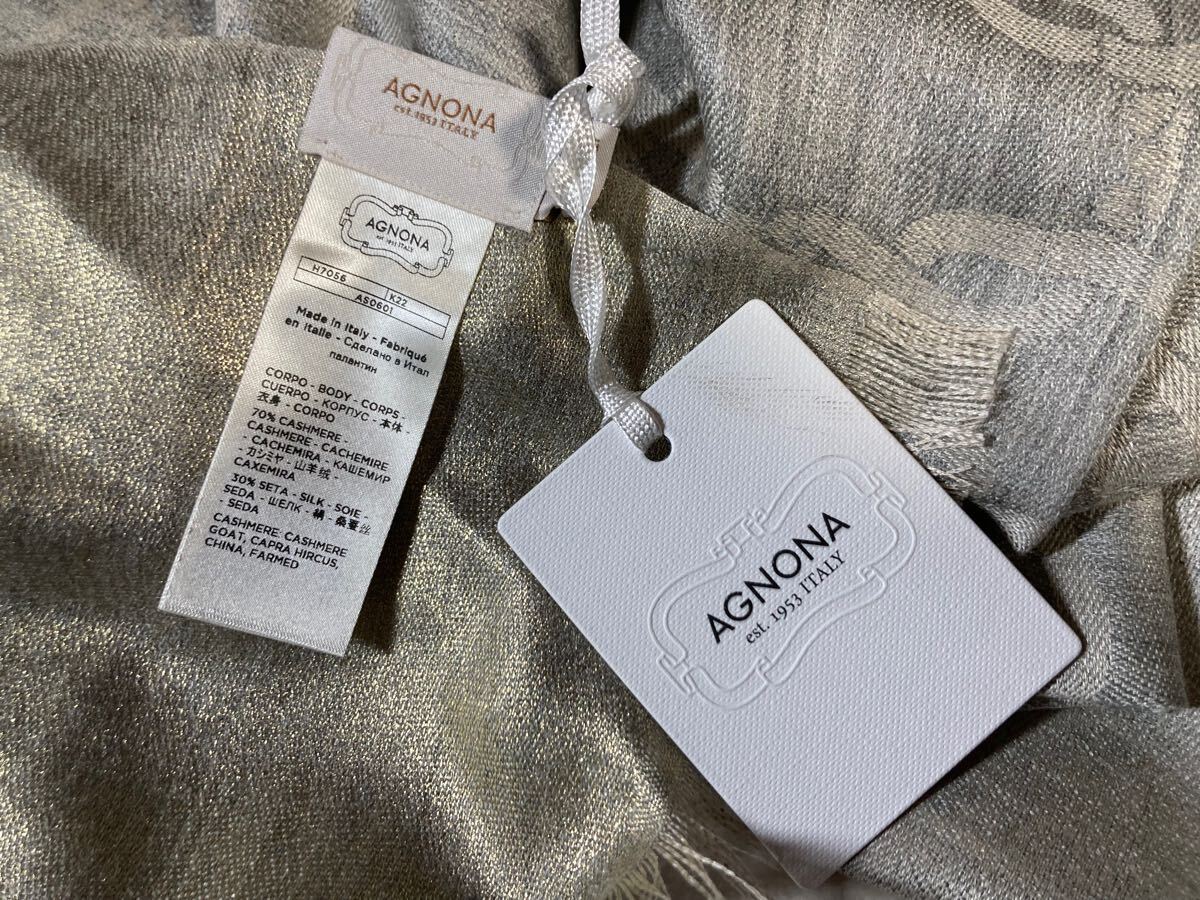 AGNONA
est. 1953 ITALY
AGNONA
est. 1953 ITALY
H7056
K22
AS0601
Made in Italy - Fabriqué
en Italie - Сделано в Итал
палантин
CORPO - BODY - CORPS -
CUERPO - КОРПУС - 本体 -
衣身 - CORPO
70% CASHMERE -
CASHMERE - CACHEMIRE
- CACHEMIRA - КАШЕМИР
- カシミヤ - 山羊绒 -
CAXEMIRA
30% SETA - SILK - SOIE -
SEDA - ШЕЛК - 絹 - 桑蚕丝
- SEDA
CASHMERE: CASHMERE
GOAT, CAPRA HIRCUS,
CHINA, FARMED
AGNONA
est. 1953 ITALY